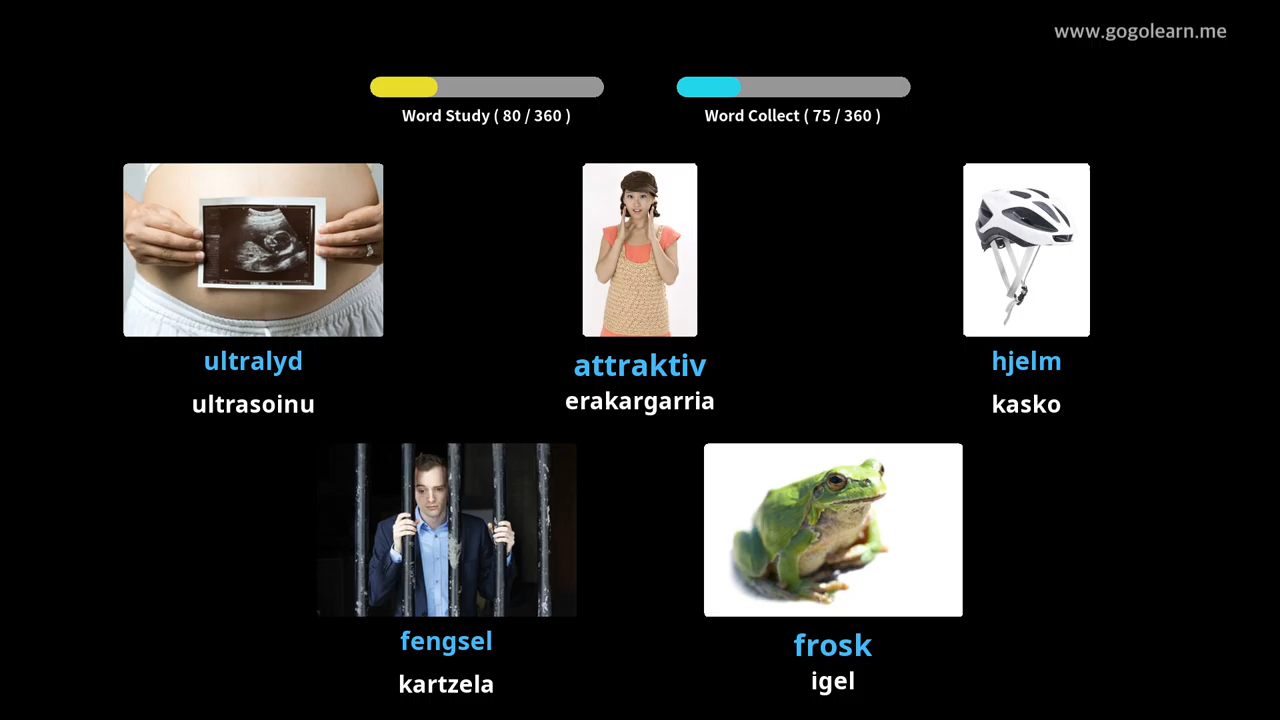 www.gogolearn.me
Word Study ( 80 / 360 )
Word Collect ( 75 / 360 )
ultralyd
ultrasoinu
attraktiv
erakargarria
hjelm
kasko
fengsel
kartzela
frosk
igel